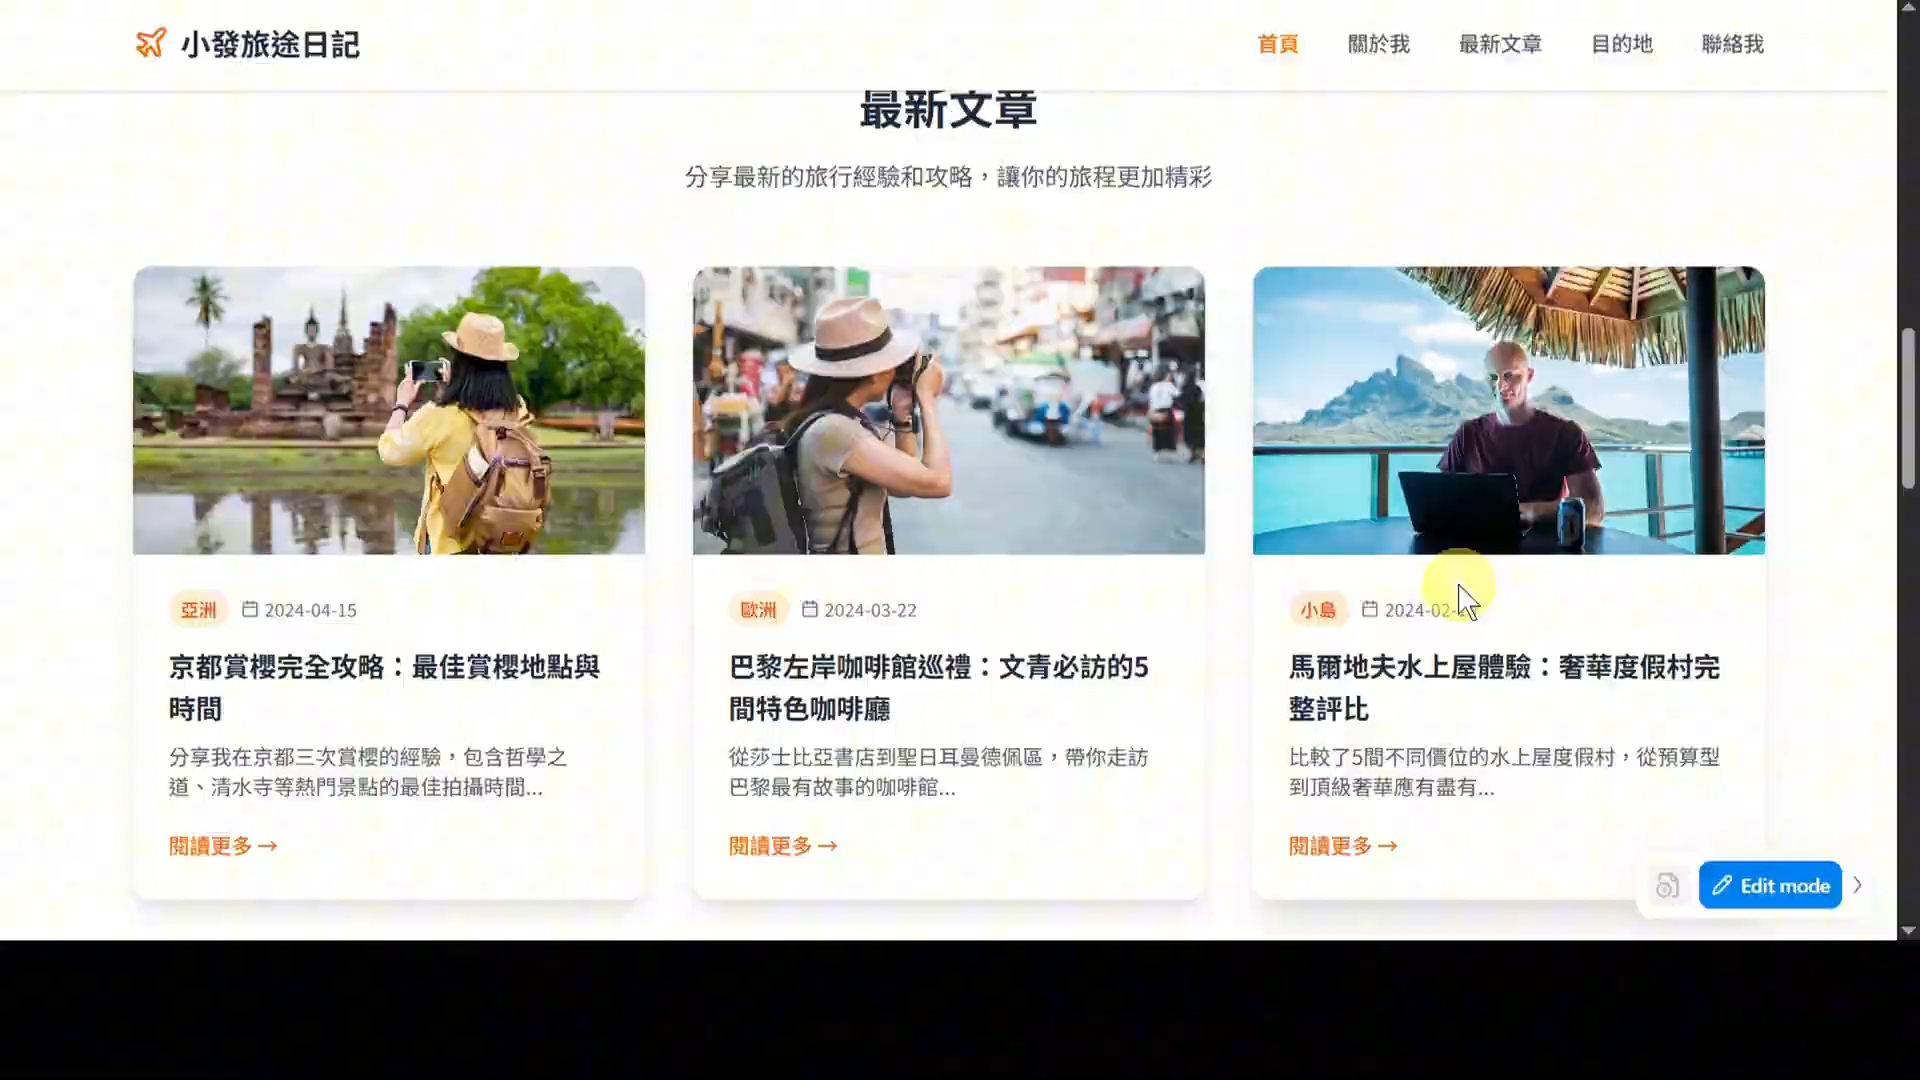 小發旅途日記
首頁 關於我 最新文章 目的地 聯絡我
最新文章
分享最新的旅行經驗和攻略，讓你的旅程更加精彩
亞洲 2024-04-15
京都賞櫻完全攻略：最佳賞櫻地點與
時間
分享我在京都三次賞櫻的經驗，包含哲學之
道、清水寺等熱門景點的最佳拍攝時間...
閱讀更多 →
歐洲 2024-03-22
巴黎左岸咖啡館巡禮：文青必訪的5
間特色咖啡廳
從莎士比亞書店到聖日耳曼德佩區，帶你走訪
巴黎最有故事的咖啡館...
閱讀更多 →
小島 2024-02-
馬爾地夫水上屋體驗：奢華度假村完
整評比
比較了5間不同價位的水上屋度假村，從預算型
到頂級奢華應有盡有...
閱讀更多 →
Edit mode